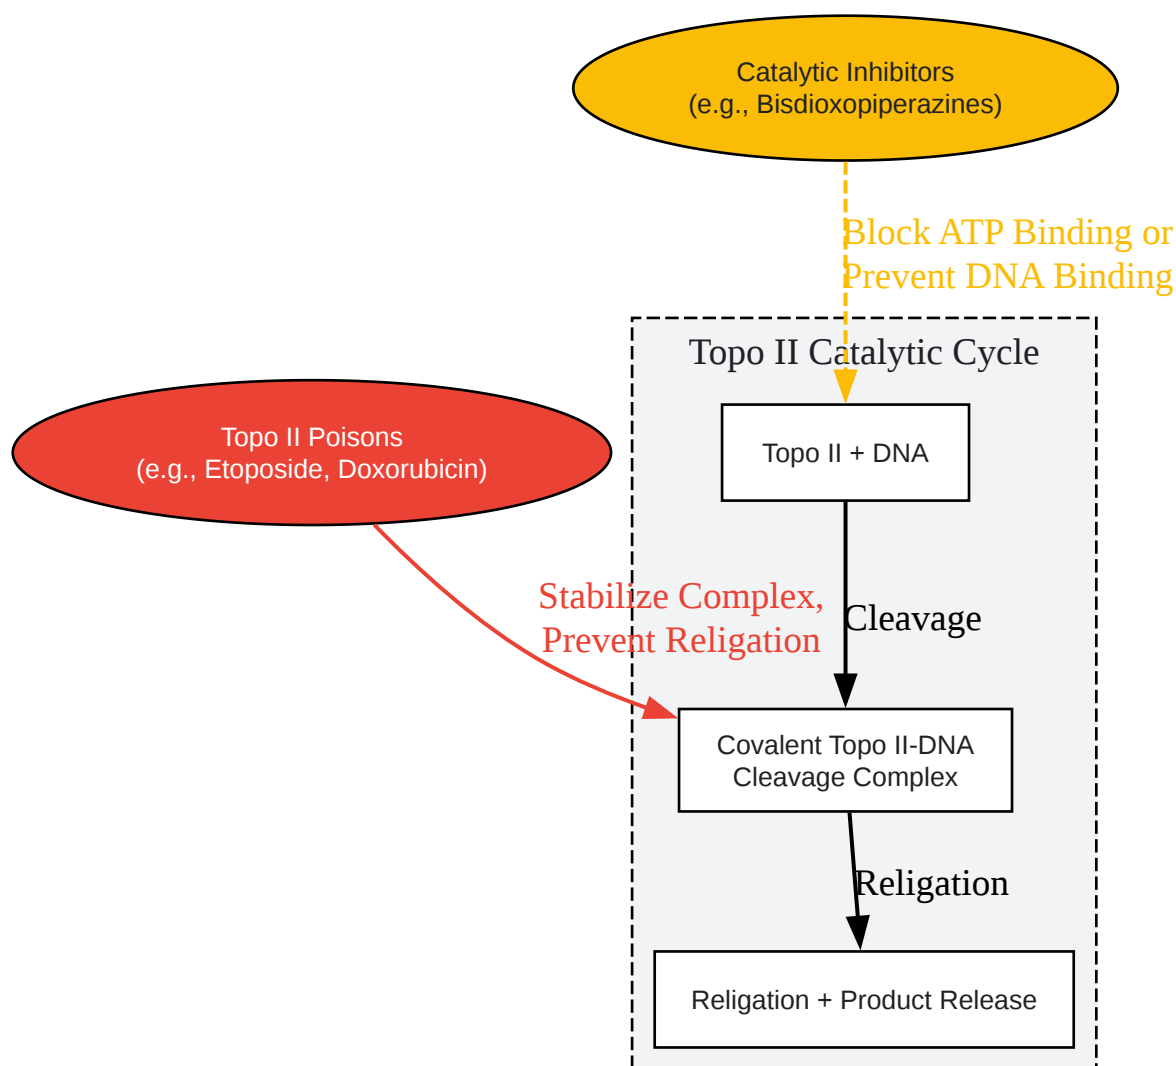 Catalytic Inhibitors
(e.g., Bisdioxopiperazines)
Block ATP Binding or
Prevent DNA Binding
Topo II Catalytic Cycle
Topo II Poisons
(e.g., Etoposide, Doxorubicin)
Topo II + DNA
Stabilize Complex,
Prevent Religation
Cleavage
Covalent Topo II-DNA
Cleavage Complex
Religation
Religation + Product Release